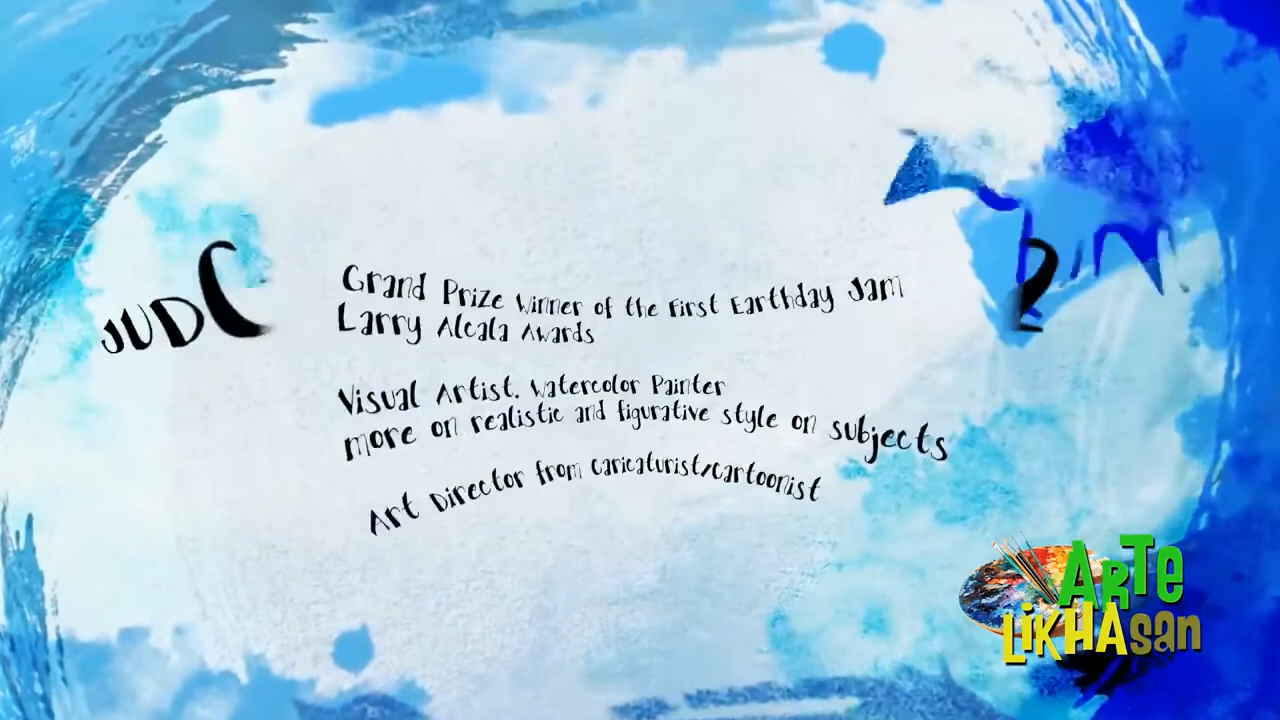 Grand Prize Winner of the First Earthday Jam
Larry Alcala Awards
Visual Artist. Watercolor Painter
more on realistic and figurative style on subjects
Art Director from Caricaturist/Cartoonist
ARTE
LIKHAsan